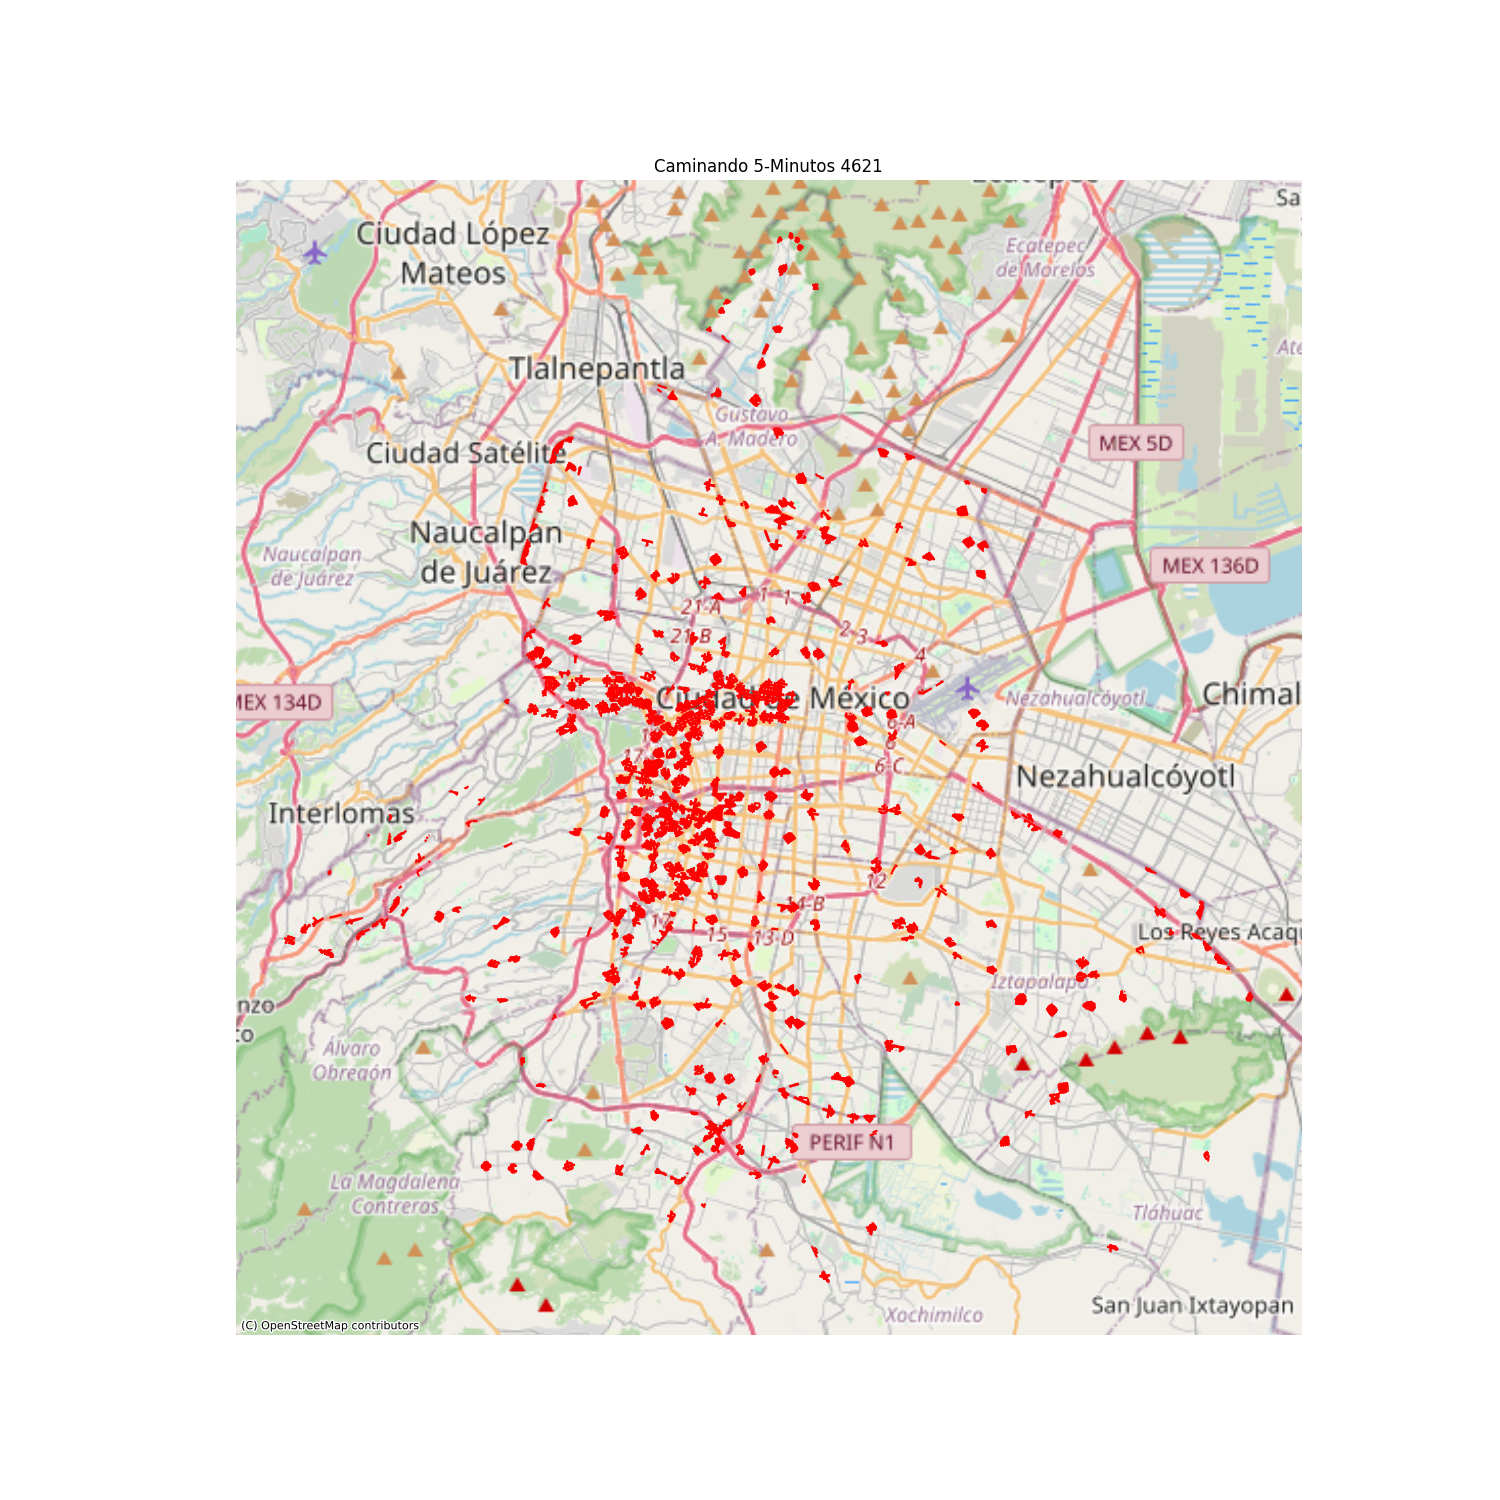 Caminando 5-Minutos 4621
Ecatepec
Sa
Ciudad López
Mateos
Ecatepec
de Morelos
Ate
Tlalnepantla
Gustavo
A. Madero
Ciudad Satélite
MEX 5D
Naucalpan
de Juárez
Naucalpan
de Juárez
MEX 136D
21-A
1
1
21-B
2
3
4
MEX 134D
Ciudad de México
Nezahualcóyotl
Chimal
6-A
17
6-C
Nezahualcóyotl
Interlomas
12
14-B
17
15
13-D
Los Reyes Acaqu
Iztapalapa
nzo
co
Álvaro
Obregón
PERIF N1
La Magdalena
Contreras
Tláhuac
San Juan Ixtayopan
Xochimilco
(C) OpenStreetMap contributors